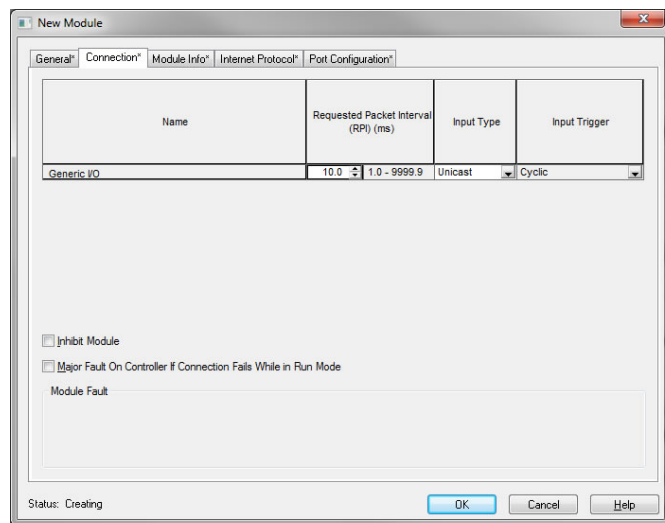 New Module
General* Connection* Module Info* Internet Protocol* Port Configuration*
Name Requested Packet Interval (RPI) (ms) Input Type Input Trigger
Generic I/O 10.0 1.0 - 9999.9 Unicast Cyclic
Inhibit Module
Major Fault On Controller If Connection Fails While in Run Mode
Module Fault
Status: Creating OK Cancel Help